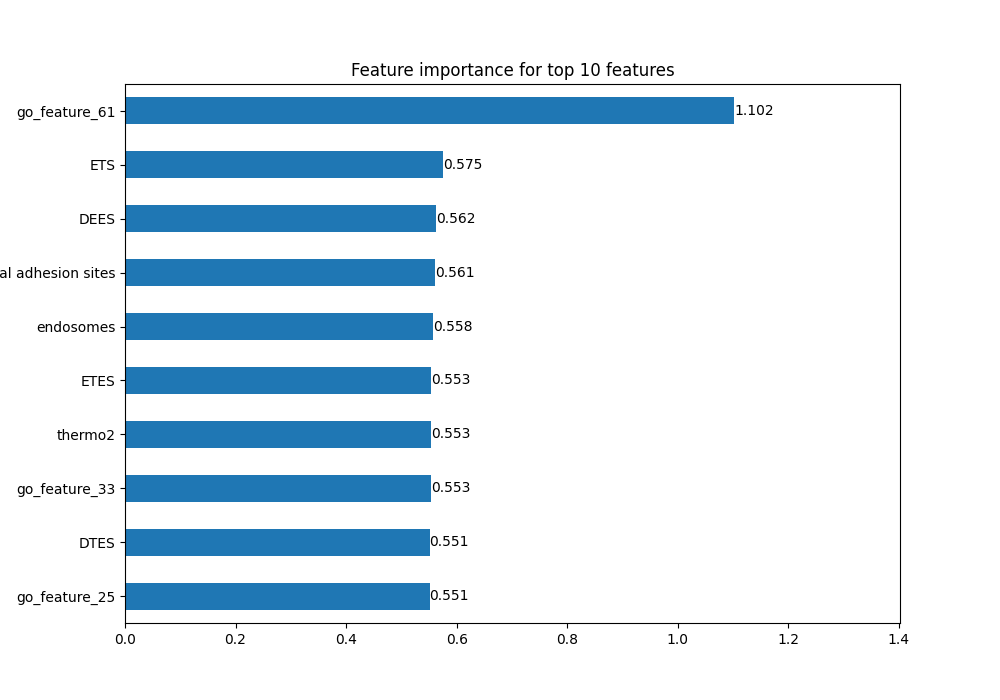 Feature importance for top 10 features
go_feature_61 1.102
ETS 0.575
DEES 0.562
al adhesion sites 0.561
endosomes 0.558
ETES 0.553
thermo2 0.553
go_feature_33 0.553
DTES 0.551
go_feature_25 0.551
0.0 0.2 0.4 0.6 0.8 1.0 1.2 1.4